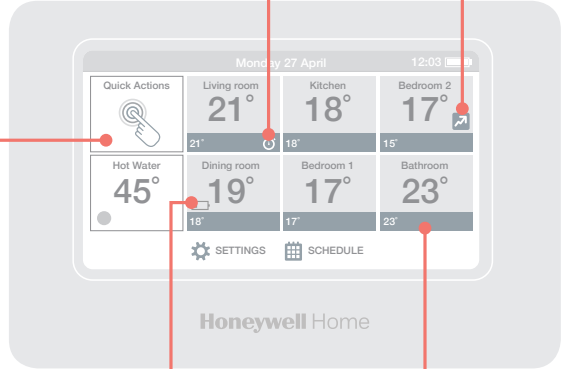 Monday 27 April 12:03
Quick Actions
Living room
21°
21°
Kitchen
18°
18°
Bedroom 2
17°
15°
Hot Water
45°
Dining room
19°
18°
Bedroom 1
17°
17°
Bathroom
23°
23°
SETTINGS SCHEDULE
Honeywell Home